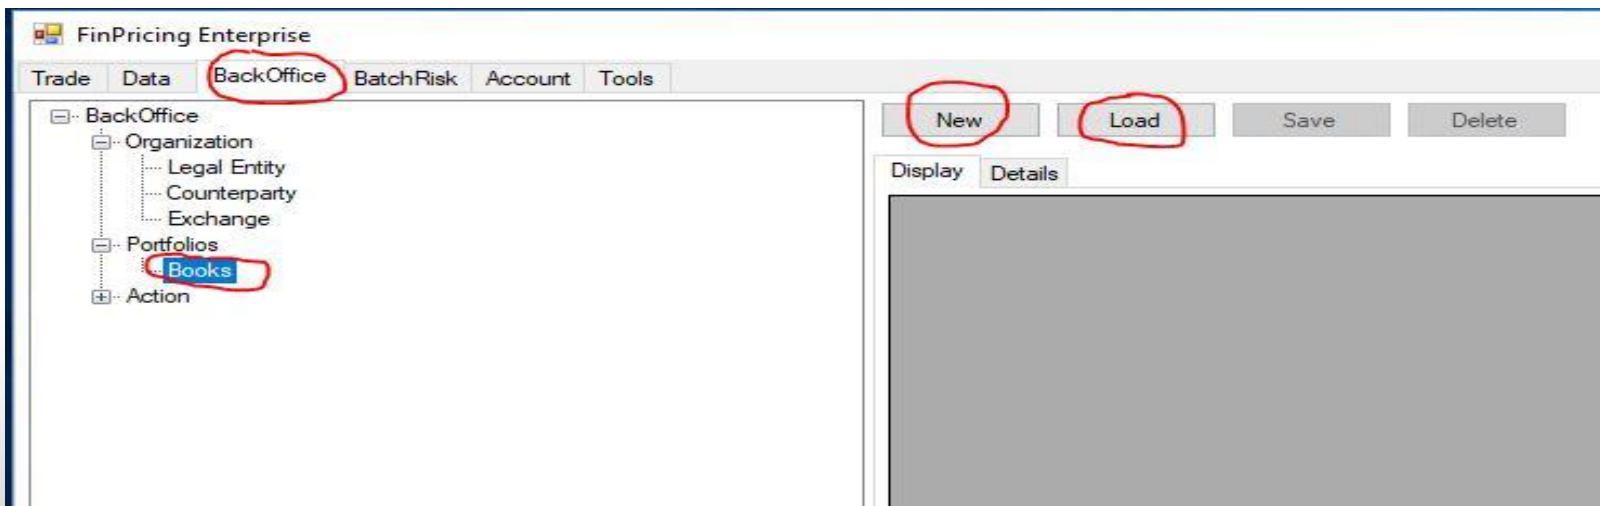 FinPricing Enterprise
Trade Data BackOffice BatchRisk Account Tools
BackOffice
Organization
Legal Entity
Counterparty
Exchange
Portfolios
Books
Action
New Load Save Delete
Display Details